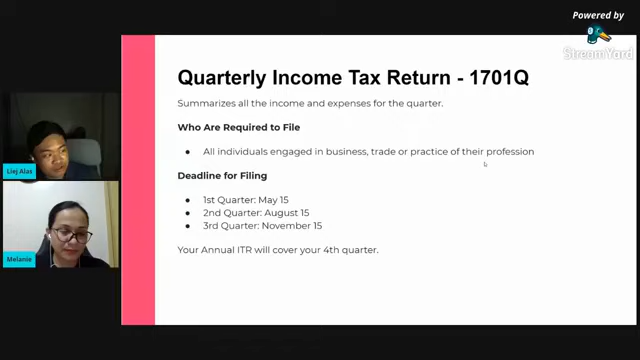 Powered by
StreamYard
Quarterly Income Tax Return - 1701Q
Summarizes all the income and expenses for the quarter.
Who Are Required to File
● All individuals engaged in business, trade or practice of their profession
Deadline for Filing
● 1st Quarter: May 15
● 2nd Quarter: August 15
● 3rd Quarter: November 15
Your Annual ITR will cover your 4th quarter.
Liej Alas
Melanie